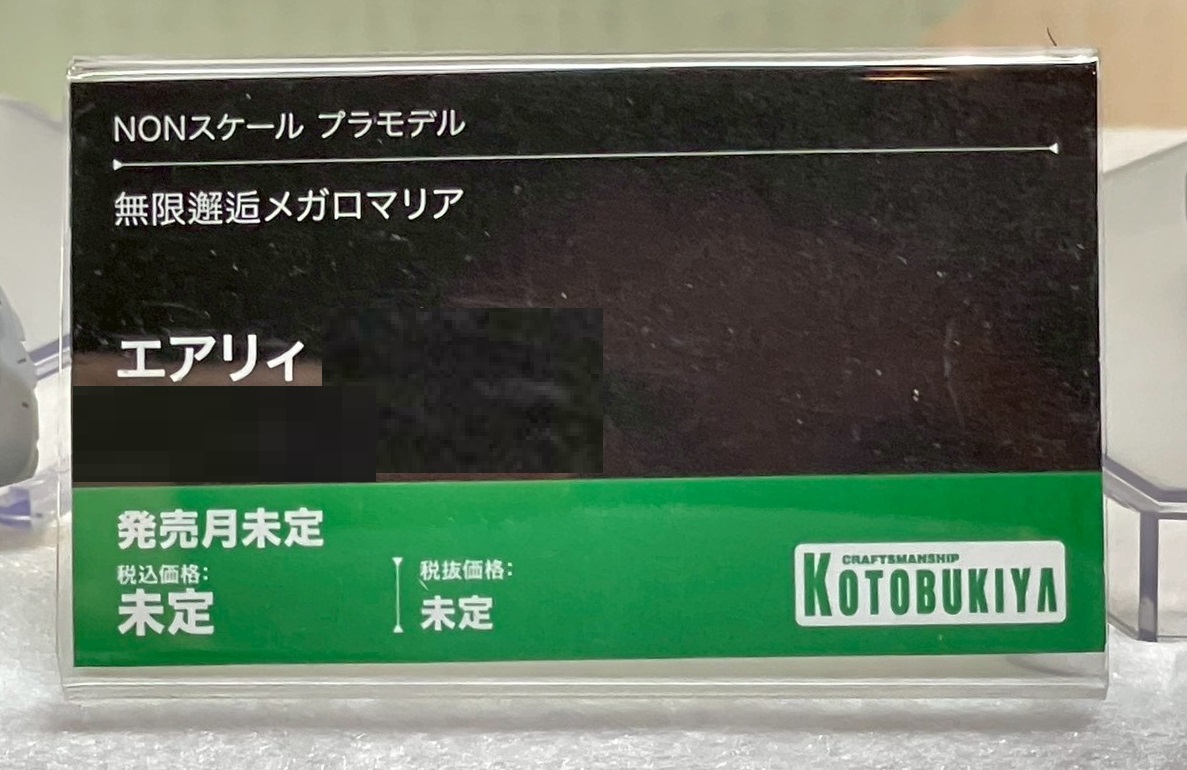 NONスケール プラモデル
無限邂逅メガロマリア
エアリィ
発売月未定
税込価格:
未定
税抜価格:
未定
CRAFTSMANSHIP
KOTOBUKIYA